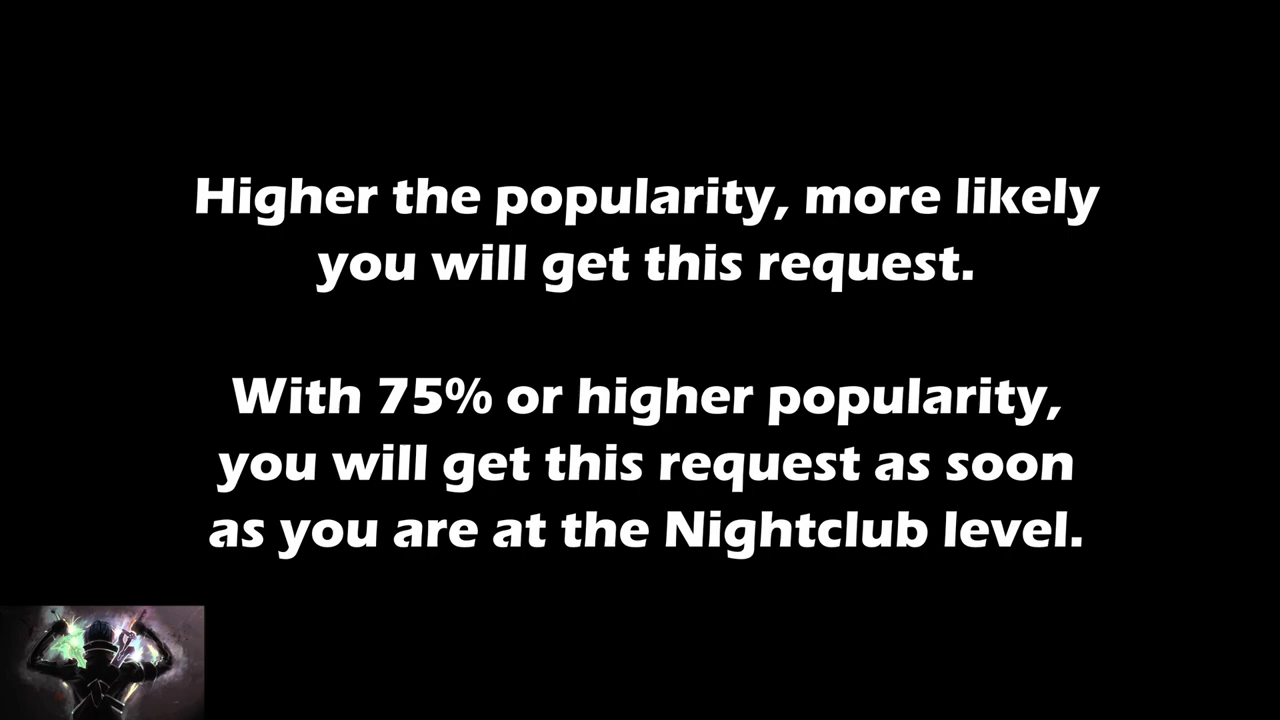 Higher the popularity, more likely
you will get this request.
With 75% or higher popularity,
you will get this request as soon
as you are at the Nightclub level.